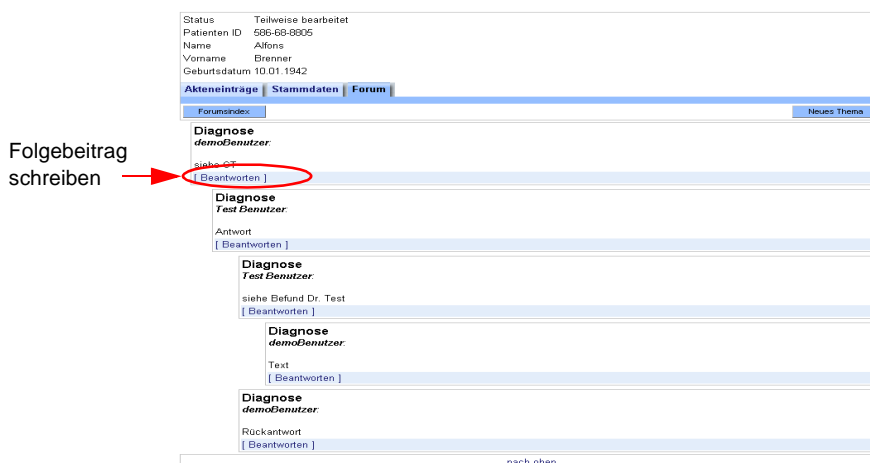 Status Teilweise bearbeitet
Patienten ID 586-68-8805
Name Alfons
Vorname Brenner
Geburtsdatum 10.01.1942
Akteneinträge Stammdaten Forum
Forumsindex Neues Thema
Diagnose
demoBenutzer:
siehe CT
[ Beantworten ]
Folgebeitrag
schreiben
Diagnose
Test Benutzer:
Antwort
[ Beantworten ]
Diagnose
Test Benutzer:
siehe Befund Dr. Test
[ Beantworten ]
Diagnose
demoBenutzer:
Text
[ Beantworten ]
Diagnose
demoBenutzer:
Rückantwort
[ Beantworten ]
nach oben